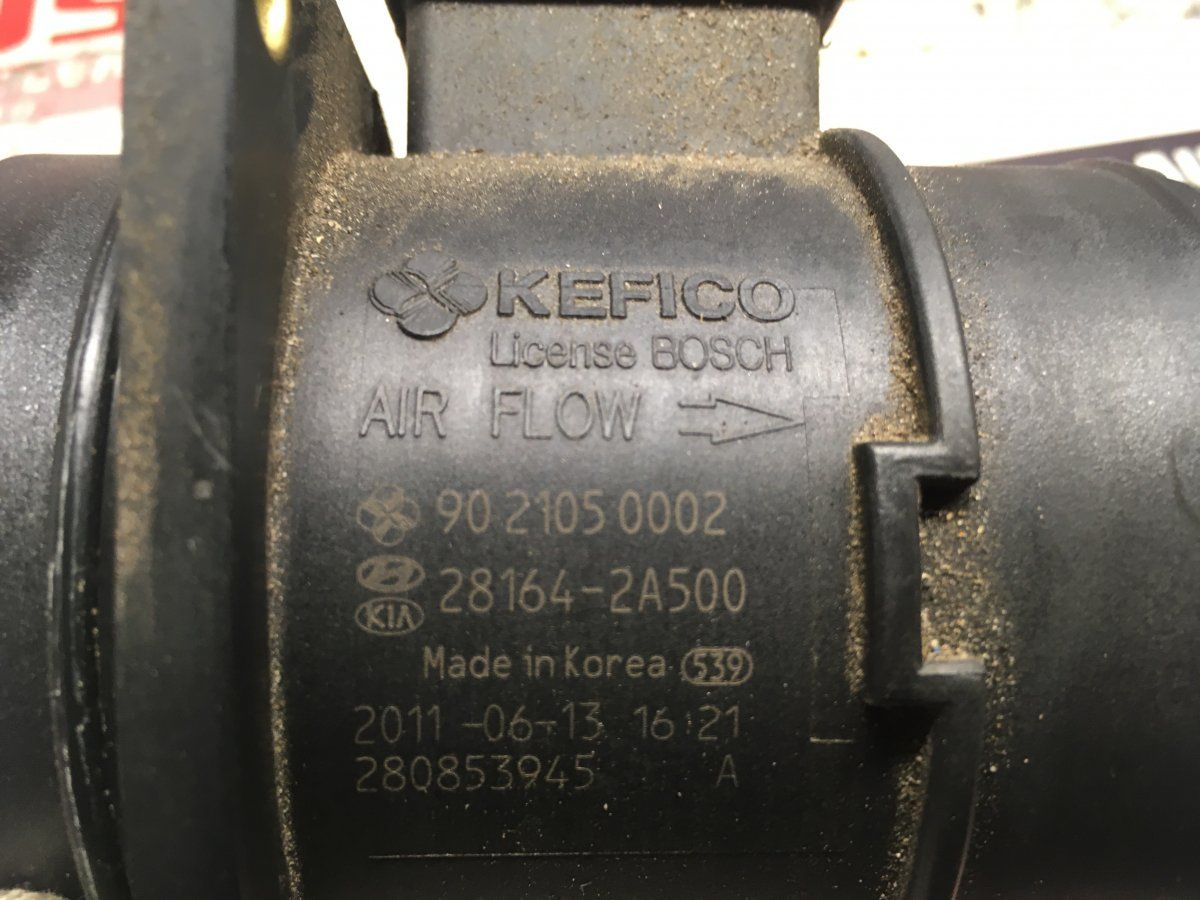 KEFICO
License BOSCH
AIR FLOW
90 2105 0002
28164-2A500
KIA
Made in Korea 539
2011-06-13 16:21
280853945 A